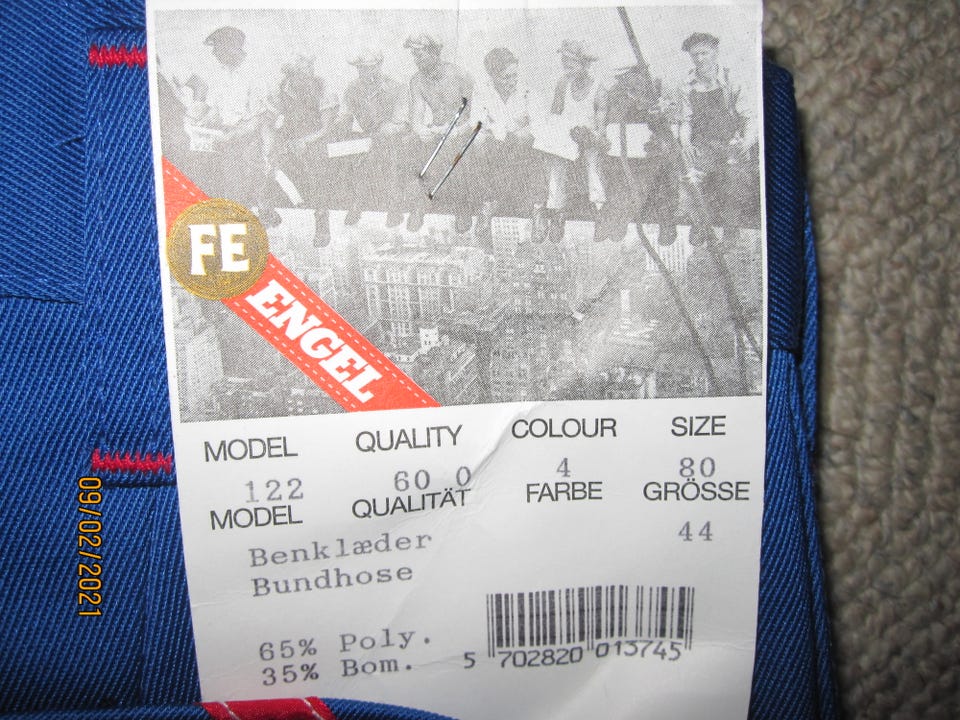 FE
ENGEL
MODEL QUALITY COLOUR SIZE
122 60 0 4 80
MODEL QUALITÄT FARBE GRÖSSE
44
Benklæder
Bundhose
65% Poly.
35% Bom.
5 702820 013745
09/02/2021